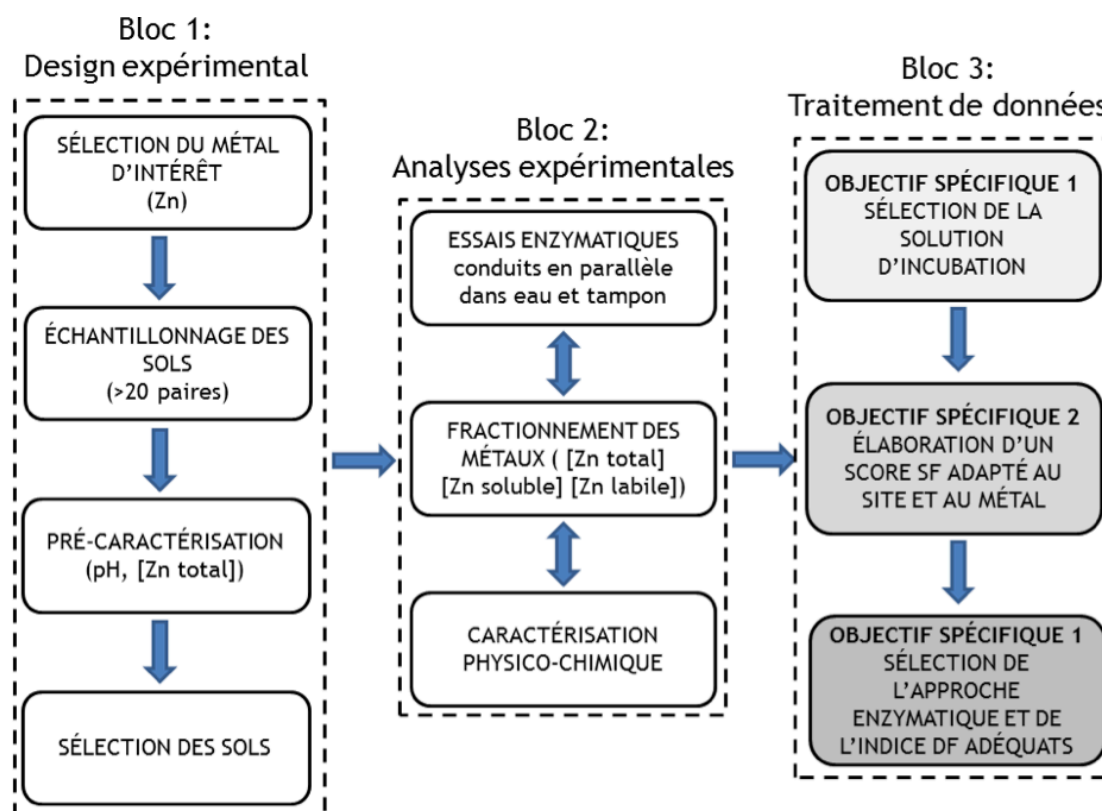 Bloc 1:
Design expérimental
SÉLECTION DU MÉTAL
D'INTÉRÊT
(Zn)
ÉCHANTILLONNAGE DES
SOLS
(>20 paires)
PRÉ-CARACTÉRISATION
(pH, [Zn total])
SÉLECTION DES SOLS
Bloc 2:
Analyses expérimentales
ESSAIS ENZYMATIQUES
conduits en parallèle
dans eau et tampon
FRACTIONNEMENT DES
MÉTAUX ( [Zn total]
[Zn soluble] [Zn labile])
CARACTÉRISATION
PHYSICO-CHIMIQUE
Bloc 3:
Traitement de données
OBJECTIF SPÉCIFIQUE 1
SÉLECTION DE LA
SOLUTION
D'INCUBATION
OBJECTIF SPÉCIFIQUE 2
ÉLABORATION D'UN
SCORE SF ADAPTÉ AU
SITE ET AU MÉTAL
OBJECTIF SPÉCIFIQUE 1
SÉLECTION DE
L'APPROCHE
ENZYMATIQUE ET DE
L'INDICE DF ADÉQUATS